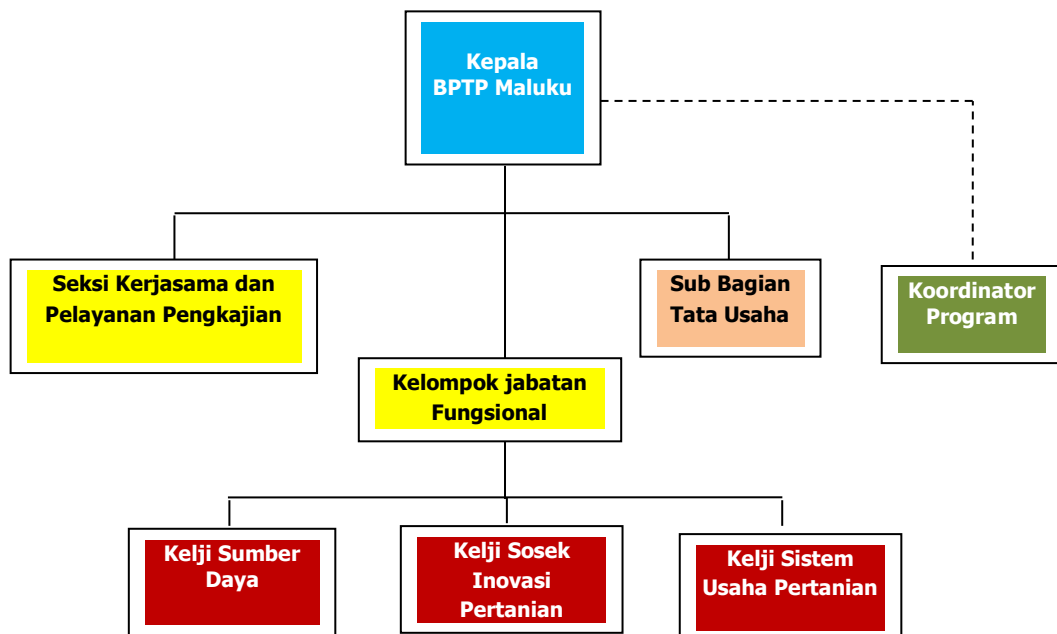 Kepala
BPTP Maluku
Seksi Kerjasama dan
Pelayanan Pengkajian
Sub Bagian
Tata Usaha
Koordinator
Program
Kelompok jabatan
Fungsional
Kelji Sumber
Daya
Kelji Sosek
Inovasi
Pertanian
Kelji Sistem
Usaha Pertanian